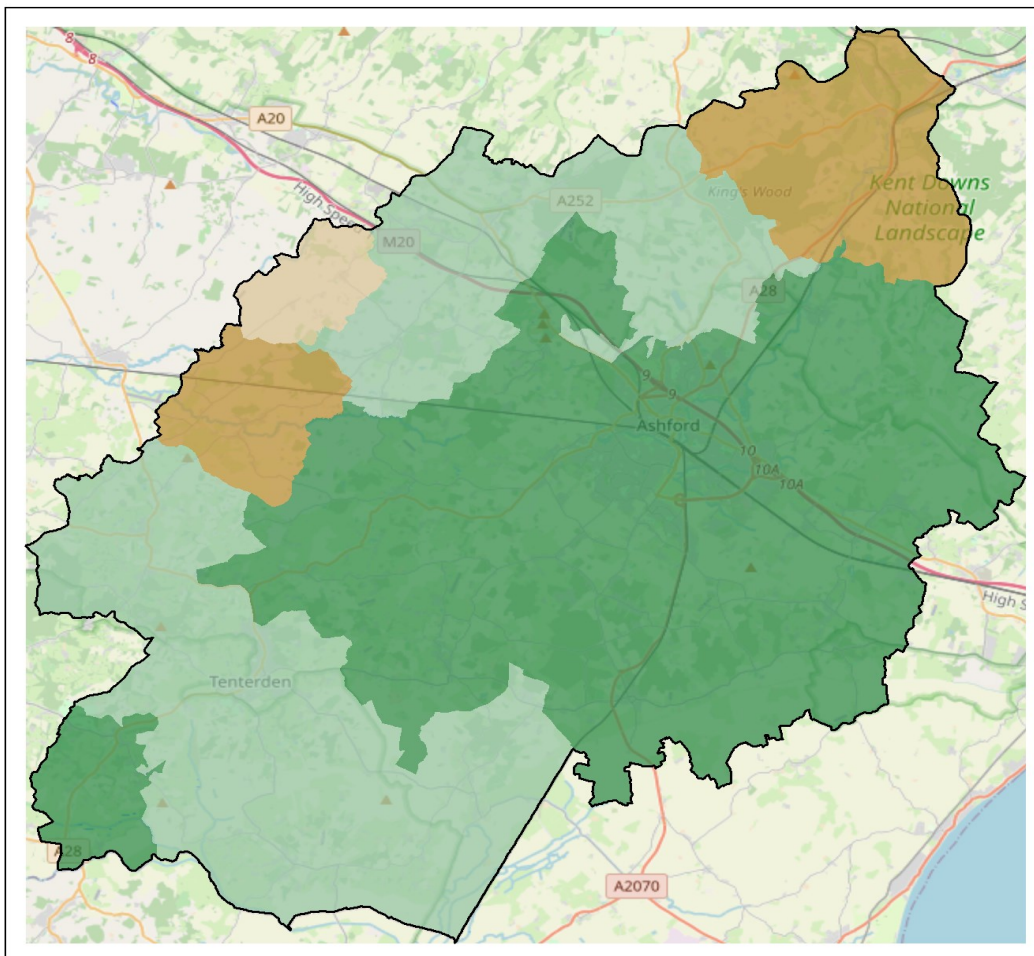 8
8
A20
High Spee
King's Wood
A252
Kent Downs
National
Landscape
M20
A28
9
9
Ashford
10
10A
10A
High S
Tenterden
A28
A2070